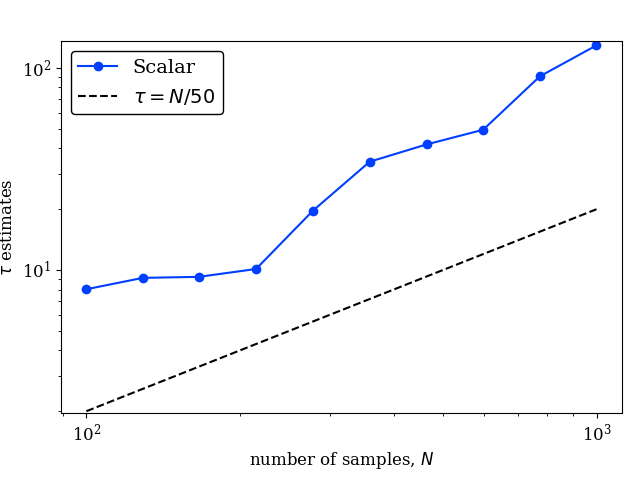 Scalar
τ = N/50
10²
10¹
τ estimates
10² 10³
number of samples, N